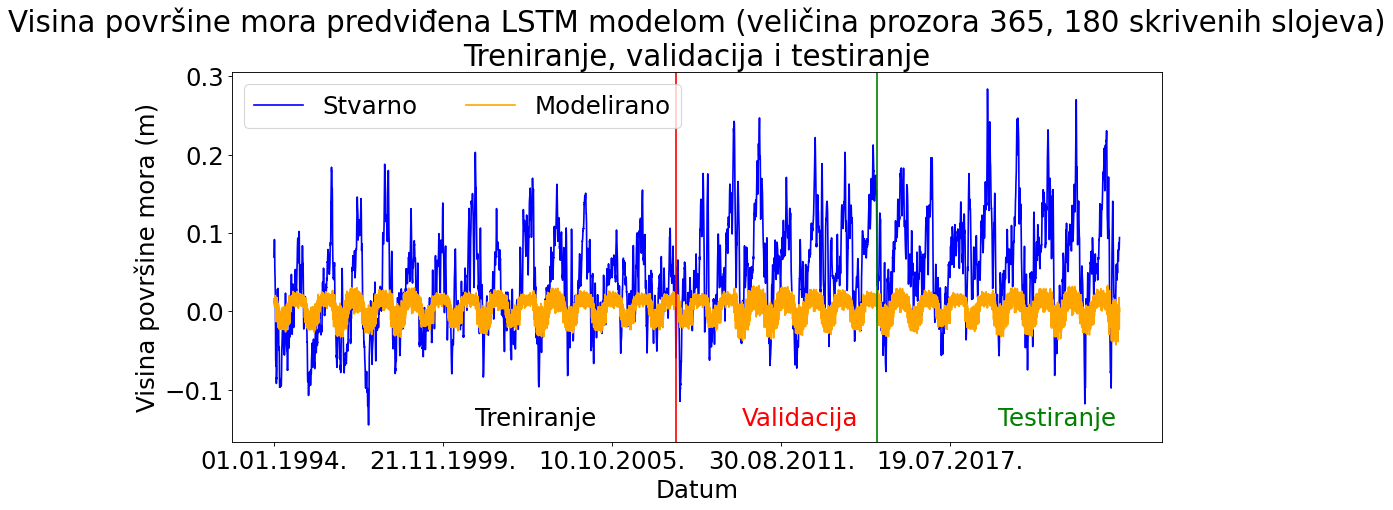 Visina površine mora predviđena LSTM modelom (veličina prozora 365, 180 skrivenih slojeva)
Treniranje, validacija i testiranje
Stvarno
Modelirano
Visina površine mora (m)
0.3
0.2
0.1
0.0
−0.1
Treniranje
Validacija
Testiranje
01.01.1994.
21.11.1999.
10.10.2005.
30.08.2011.
19.07.2017.
Datum